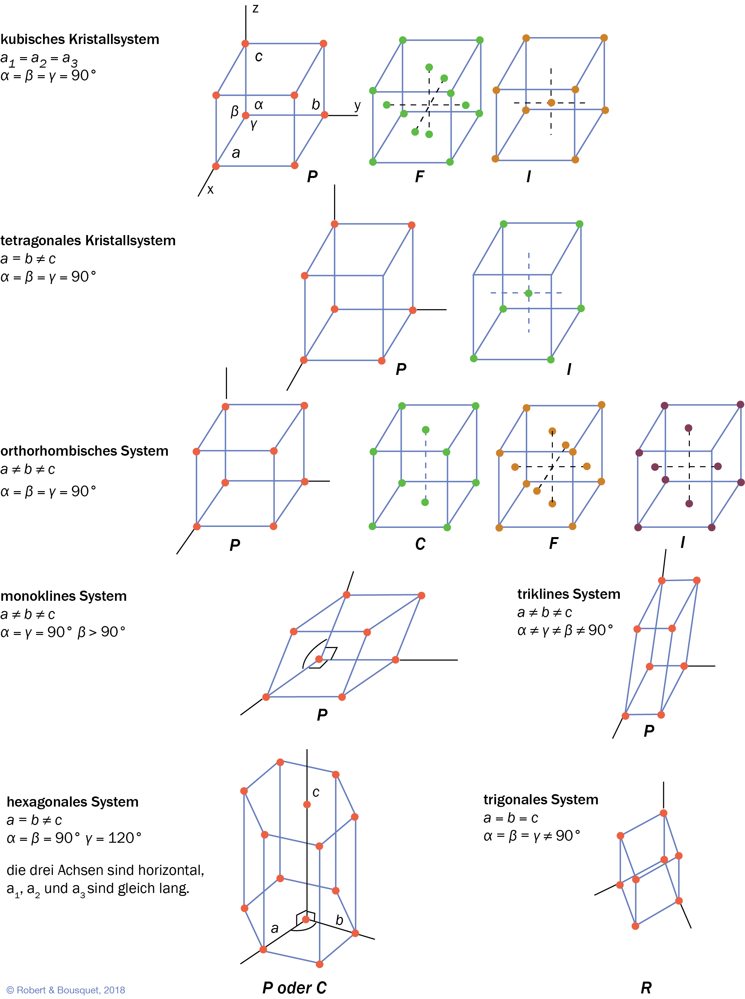 z
kubisches Kristallsystem
a1 = a2 = a3
α = β = γ = 90°
c
β α b y
γ
a
x
P F I
tetragonales Kristallsystem
a = b ≠ c
α = β = γ = 90°
P I
orthorhombisches System
a ≠ b ≠ c
α = β = γ = 90°
P C F I
monoklines System
a ≠ b ≠ c
α = γ = 90° β > 90°
P
triklines System
a ≠ b ≠ c
α ≠ γ ≠ β ≠ 90°
P
hexagonales System
a = b ≠ c
α = β = 90° γ = 120°
die drei Achsen sind horizontal,
a1, a2 und a3 sind gleich lang.
c
a b
P oder C
trigonales System
a = b = c
α = β = γ ≠ 90°
R
© Robert & Bousquet, 2018